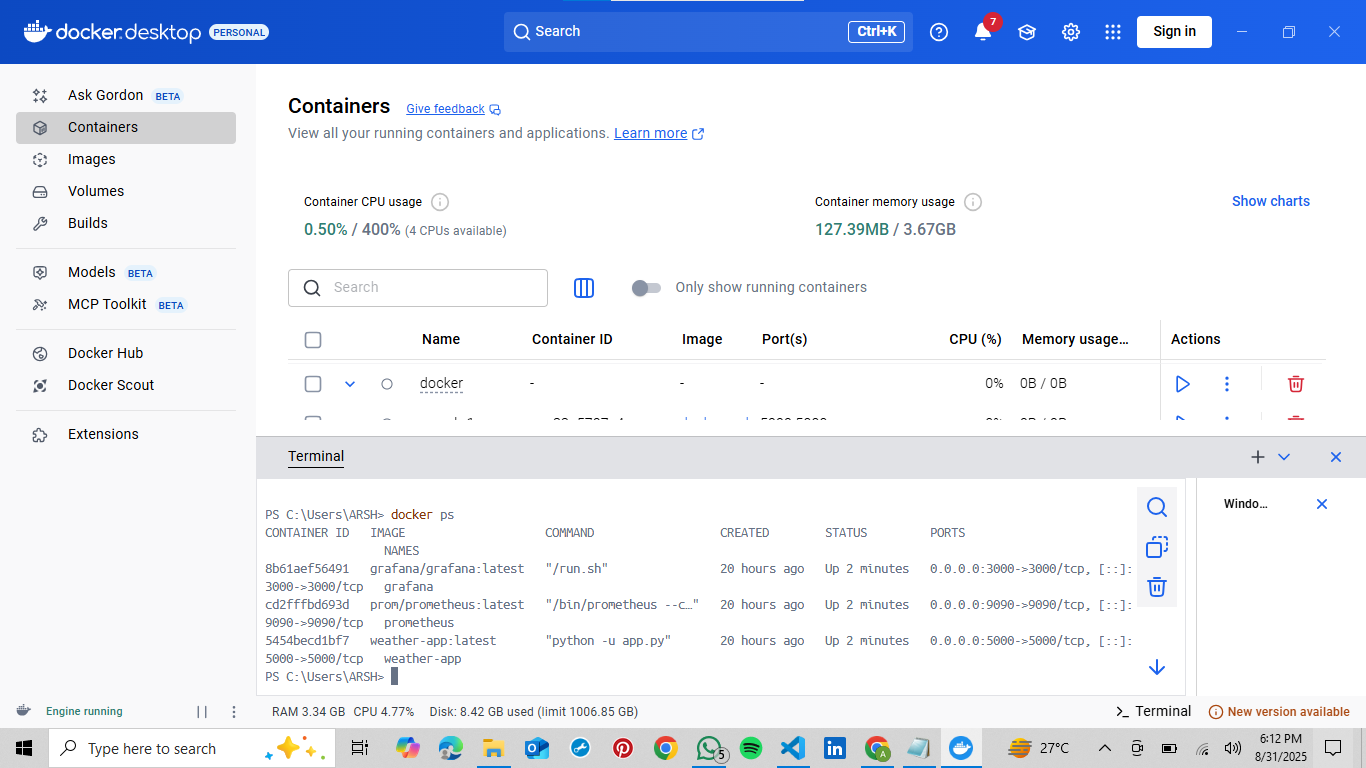 docker.desktop PERSONAL
Search
Ctrl+K
7
Sign in
Ask Gordon BETA
Containers
Images
Volumes
Builds
Models BETA
MCP Toolkit BETA
Docker Hub
Docker Scout
Extensions
Containers Give feedback
View all your running containers and applications. Learn more
Container CPU usage
0.50% / 400% (4 CPUs available)
Container memory usage
127.39MB / 3.67GB
Show charts
Search
Only show running containers
Name Container ID Image Port(s) CPU (%) Memory usage... Actions
docker - - - 0% 0B / 0B
Terminal
PS C:\Users\ARSH> docker ps
CONTAINER ID IMAGE COMMAND CREATED STATUS PORTS
NAMES
8b61aef56491 grafana/grafana:latest "/run.sh" 20 hours ago Up 2 minutes 0.0.0.0:3000->3000/tcp, [::]:
3000->3000/tcp grafana
cd2fffbd693d prom/prometheus:latest "/bin/prometheus --c…" 20 hours ago Up 2 minutes 0.0.0.0:9090->9090/tcp, [::]:
9090->9090/tcp prometheus
5454becd1bf7 weather-app:latest "python -u app.py" 20 hours ago Up 2 minutes 0.0.0.0:5000->5000/tcp, [::]:
5000->5000/tcp weather-app
PS C:\Users\ARSH>
Windo...
Engine running
RAM 3.34 GB CPU 4.77% Disk: 8.42 GB used (limit 1006.85 GB)
Terminal
New version available
Type here to search
5
27°C
6:12 PM
8/31/2025